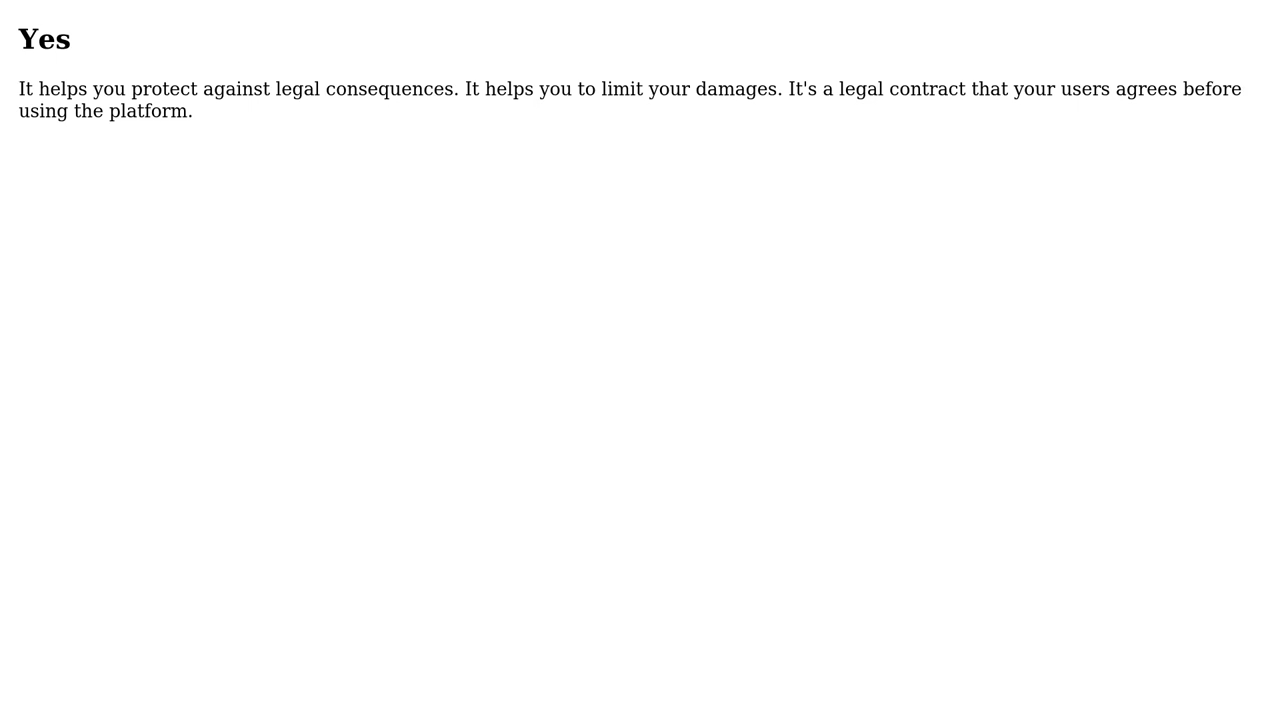 Yes
It helps you protect against legal consequences. It helps you to limit your damages. It's a legal contract that your users agrees before
using the platform.